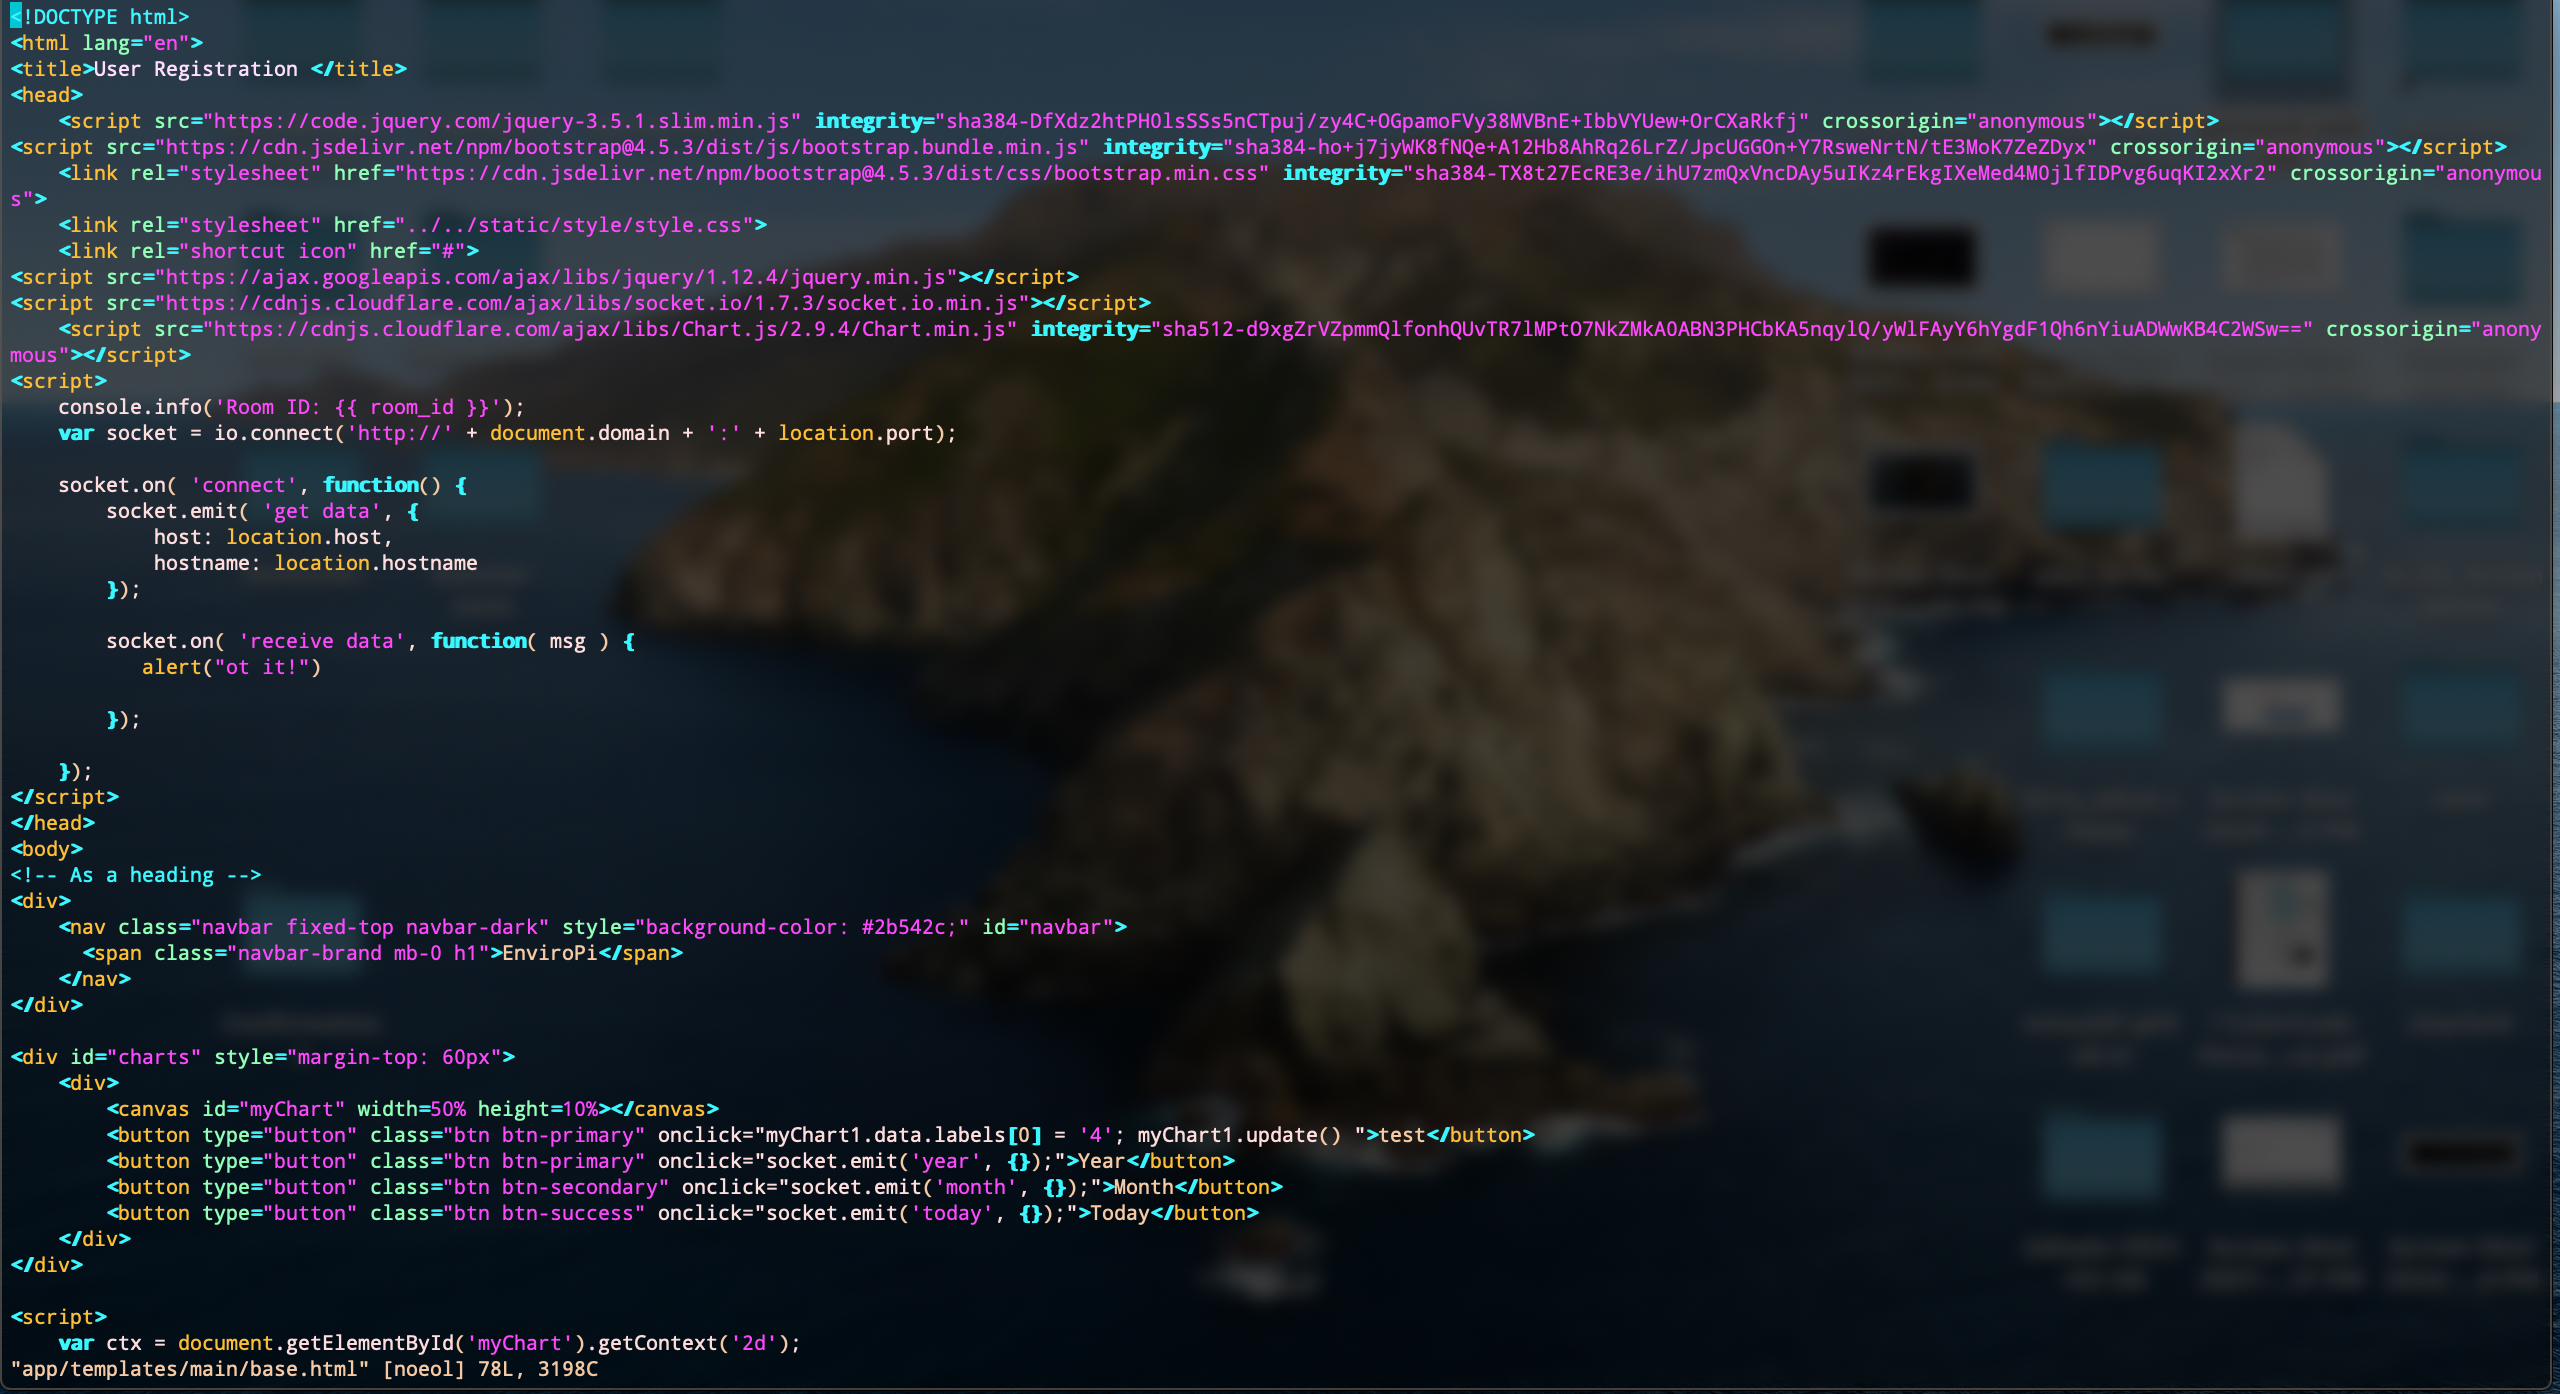 <!DOCTYPE html>
<html lang="en">
<title>User Registration </title>
<head>
    <script src="https://code.jquery.com/jquery-3.5.1.slim.min.js" integrity="sha384-DfXdz2htPH0lsSSs5nCTpuj/zy4C+OGpamoFVy38MVBnE+IbbVYUew+OrCXaRkfj" crossorigin="anonymous"></script>
<script src="https://cdn.jsdelivr.net/npm/bootstrap@4.5.3/dist/js/bootstrap.bundle.min.js" integrity="sha384-ho+j7jyWK8fNQe+A12Hb8AhRq26LrZ/JpcUGGOn+Y7RsweNrtN/tE3MoK7ZeZDyx" crossorigin="anonymous"></script>
    <link rel="stylesheet" href="https://cdn.jsdelivr.net/npm/bootstrap@4.5.3/dist/css/bootstrap.min.css" integrity="sha384-TX8t27EcRE3e/ihU7zmQxVncDAy5uIKz4rEkgIXeMed4M0jlfIDPvg6uqKI2xXr2" crossorigin="anonymou
s">
    <link rel="stylesheet" href="../../static/style/style.css">
    <link rel="shortcut icon" href="#">
<script src="https://ajax.googleapis.com/ajax/libs/jquery/1.12.4/jquery.min.js"></script>
<script src="https://cdnjs.cloudflare.com/ajax/libs/socket.io/1.7.3/socket.io.min.js"></script>
    <script src="https://cdnjs.cloudflare.com/ajax/libs/Chart.js/2.9.4/Chart.min.js" integrity="sha512-d9xgZrVZpmmQlfonhQUvTR7lMPtO7NkZMkA0ABN3PHCbKA5nqylQ/yWlFAyY6hYgdF1Qh6nYiuADWwKB4C2WSw==" crossorigin="anony
mous"></script>
<script>
    console.info('Room ID: {{ room_id }}');
    var socket = io.connect('http://' + document.domain + ':' + location.port);

    socket.on( 'connect', function() {
        socket.emit( 'get data', {
            host: location.host,
            hostname: location.hostname
        });

        socket.on( 'receive data', function( msg ) {
           alert("ot it!")

        });

    });
</script>
</head>
<body>
<!-- As a heading -->
<div>
    <nav class="navbar fixed-top navbar-dark" style="background-color: #2b542c;" id="navbar">
      <span class="navbar-brand mb-0 h1">EnviroPi</span>
    </nav>
</div>

<div id="charts" style="margin-top: 60px">
    <div>
        <canvas id="myChart" width=50% height=10%></canvas>
        <button type="button" class="btn btn-primary" onclick="myChart1.data.labels[0] = '4'; myChart1.update() ">test</button>
        <button type="button" class="btn btn-primary" onclick="socket.emit('year', {});">Year</button>
        <button type="button" class="btn btn-secondary" onclick="socket.emit('month', {});">Month</button>
        <button type="button" class="btn btn-success" onclick="socket.emit('today', {});">Today</button>
    </div>
</div>

<script>
    var ctx = document.getElementById('myChart').getContext('2d');
"app/templates/main/base.html" [noeol] 78L, 3198C